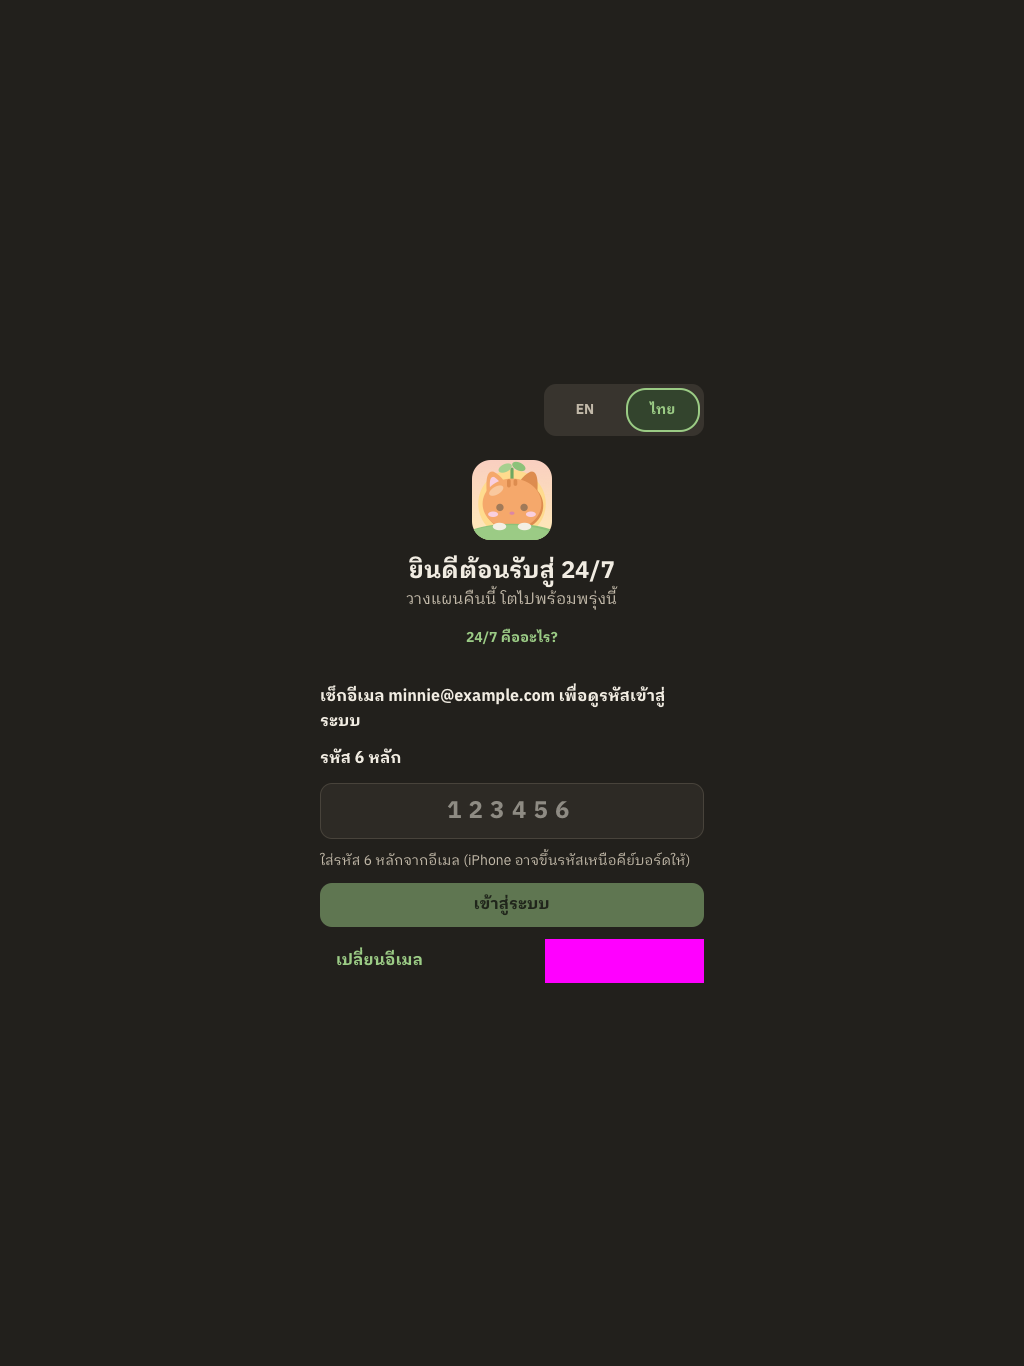 EN
ไทย
ยินดีต้อนรับสู่ 24/7
วางแผนคืนนี้ โตไปพร้อมพรุ่งนี้
24/7 คืออะไร?
เช็กอีเมล minnie@example.com เพื่อดูรหัสเข้าสู่
ระบบ
รหัส 6 หลัก
123456
ใส่รหัส 6 หลักจากอีเมล (iPhone อาจขึ้นรหัสเหนือคีย์บอร์ดให้)
เข้าสู่ระบบ
เปลี่ยนอีเมล